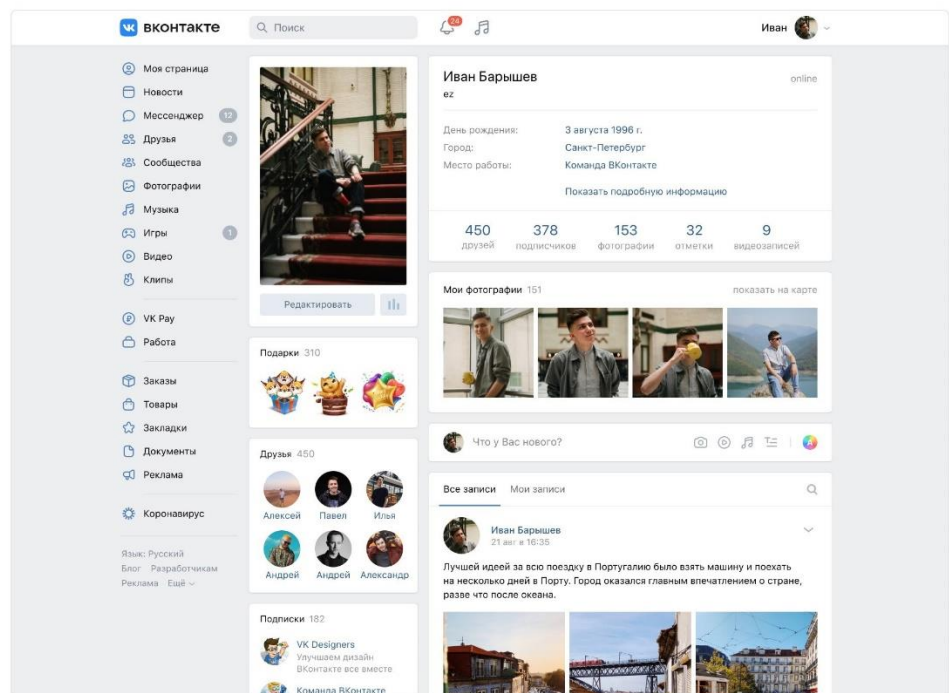 ВКОНТАКТЕ
Поиск
24
Иван
Моя страница
Новости
Мессенджер 12
Друзья 2
Сообщества
Фотографии
Музыка
Игры 1
Видео
Клипы
VK Pay
Работа
Заказы
Товары
Закладки
Документы
Реклама
Коронавирус
Язык: Русский
Блог Разработчикам
Реклама Ещё
Редактировать
Подарки 310
Друзья 450
Алексей Павел Илья
Андрей Андрей Александр
Подписки 182
VK Designers
Улучшаем дизайн
ВКонтакте все вместе
Команда ВКонтакте
Иван Барышев online
ez
День рождения: 3 августа 1996 г.
Город: Санкт-Петербург
Место работы: Команда ВКонтакте
Показать подробную информацию
450 378 153 32 9
друзей подписчиков фотографии отметки видеозаписей
Мои фотографии 151 показать на карте
Что у Вас нового?
Все записи Мои записи
Иван Барышев
21 авг в 16:35
Лучшей идеей за всю поездку в Португалию было взять машину и поехать
на несколько дней в Порту. Город оказался главным впечатлением о стране,
разве что после океана.